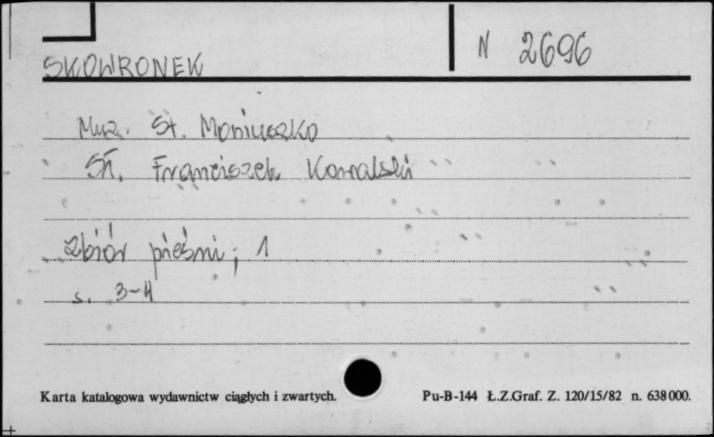 SKOWRONEK
N 2696
Muz. St. Moniuszko
Sł. Franciszek Kowalski
Zbiór pieśni; 1
s. 3-4
Karta katalogowa wydawnictw ciągłych i zwartych.
Pu-B-144 Ł.Z.Graf. Z. 120/15/82 n. 638000.